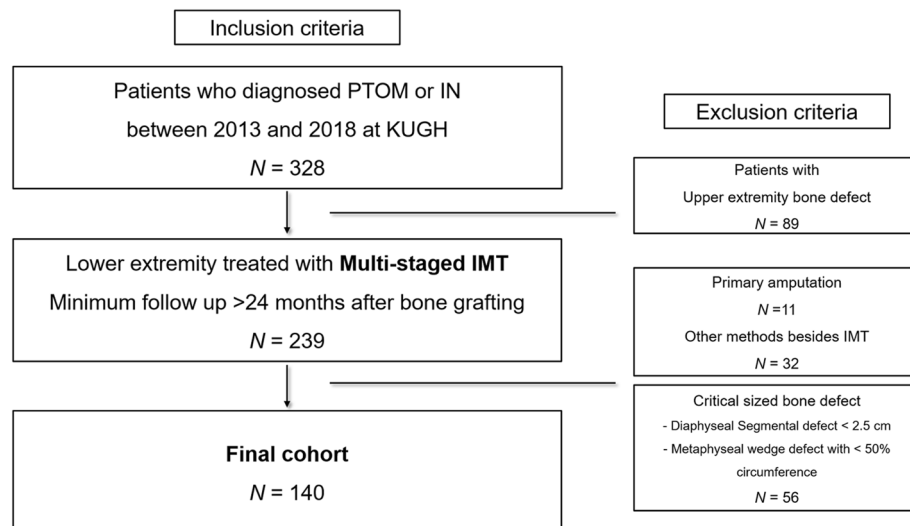 Inclusion criteria
Patients who diagnosed PTOM or IN
between 2013 and 2018 at KUGH
N = 328
Exclusion criteria
Patients with
Upper extremity bone defect
N = 89
Lower extremity treated with Multi-staged IMT
Minimum follow up >24 months after bone grafting
N = 239
Primary amputation
N =11
Other methods besides IMT
N = 32
Critical sized bone defect
- Diaphyseal Segmental defect < 2.5 cm
- Metaphyseal wedge defect with < 50%
circumference
N = 56
Final cohort
N = 140